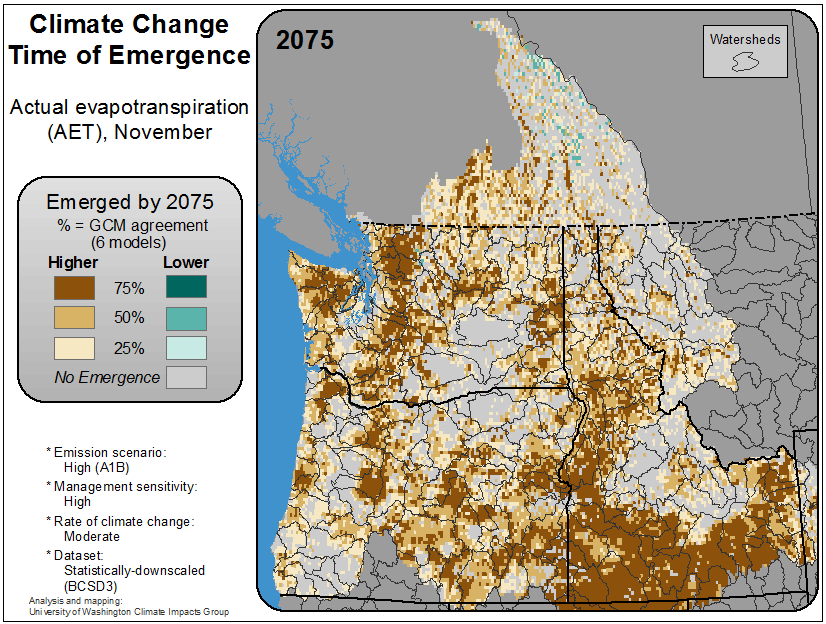 Climate Change
Time of Emergence
Actual evapotranspiration
(AET), November
Emerged by 2075
% = GCM agreement
(6 models)
Higher Lower
75%
50%
25%
No Emergence
* Emission scenario:
High (A1B)
* Management sensitivity:
High
* Rate of climate change:
Moderate
* Dataset:
Statistically-downscaled
(BCSD3)
Analysis and mapping:
University of Washington Climate Impacts Group
2075
Watersheds